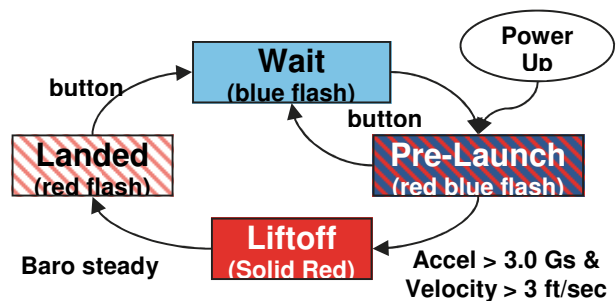 Power
Up
Wait
(blue flash)
button
button
Landed
(red flash)
Pre-Launch
(red blue flash)
Liftoff
(Solid Red)
Baro steady
Accel > 3.0 Gs &
Velocity > 3 ft/sec